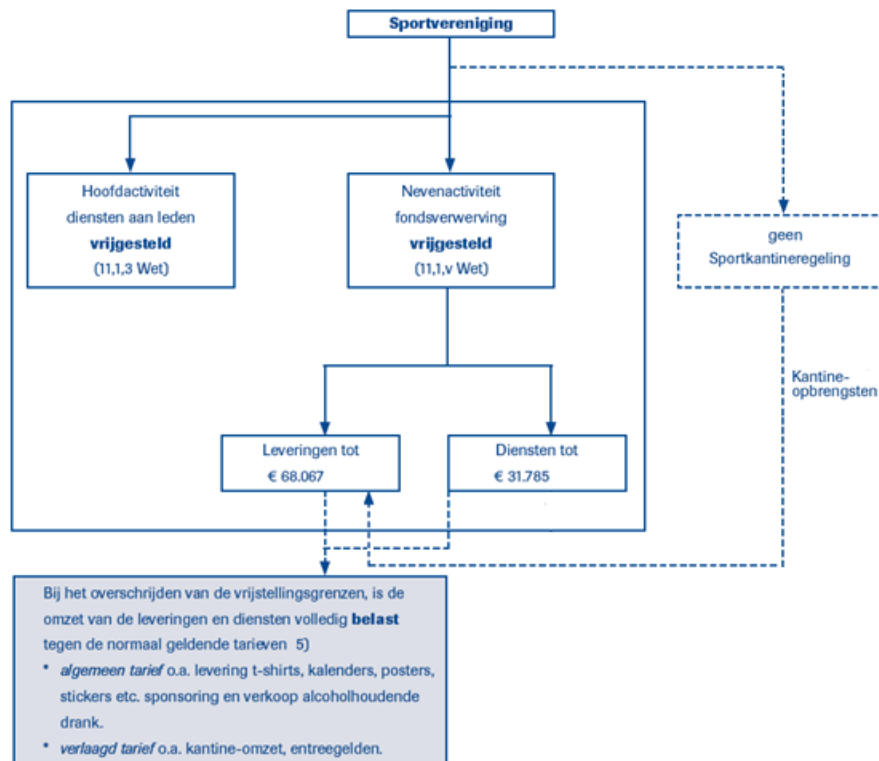 Sportvereniging
Hoofdactiviteit
diensten aan leden
vrijgesteld
(11,1,3 Wet)
Nevenactiviteit
fondsverwerving
vrijgesteld
(11,1,v Wet)
geen
Sportkantineregeling
Kantine-
opbrengsten
Leveringen tot
€ 68.067
Diensten tot
€ 31.785
Bij het overschrijden van de vrijstellingsgrenzen, is de
omzet van de leveringen en diensten volledig belast
tegen de normaal geldende tarieven 5)
* algemeen tarief o.a. levering t-shirts, kalenders, posters,
stickers etc. sponsoring en verkoop alcoholhoudende
drank.
* verlaagd tarief o.a. kantine-omzet, entreegelden.